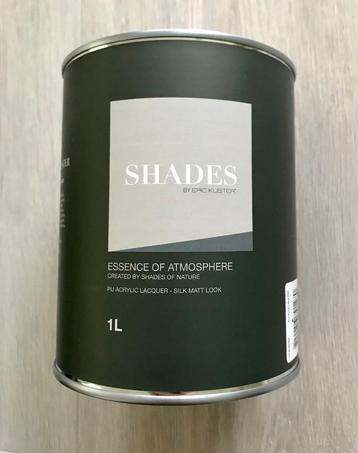 SHADES
BY ERIC KUSTER
ESSENCE OF ATMOSPHERE
CREATED BY SHADES OF NATURE
PU ACRYLIC LACQUER - SILK MATT LOOK
1L